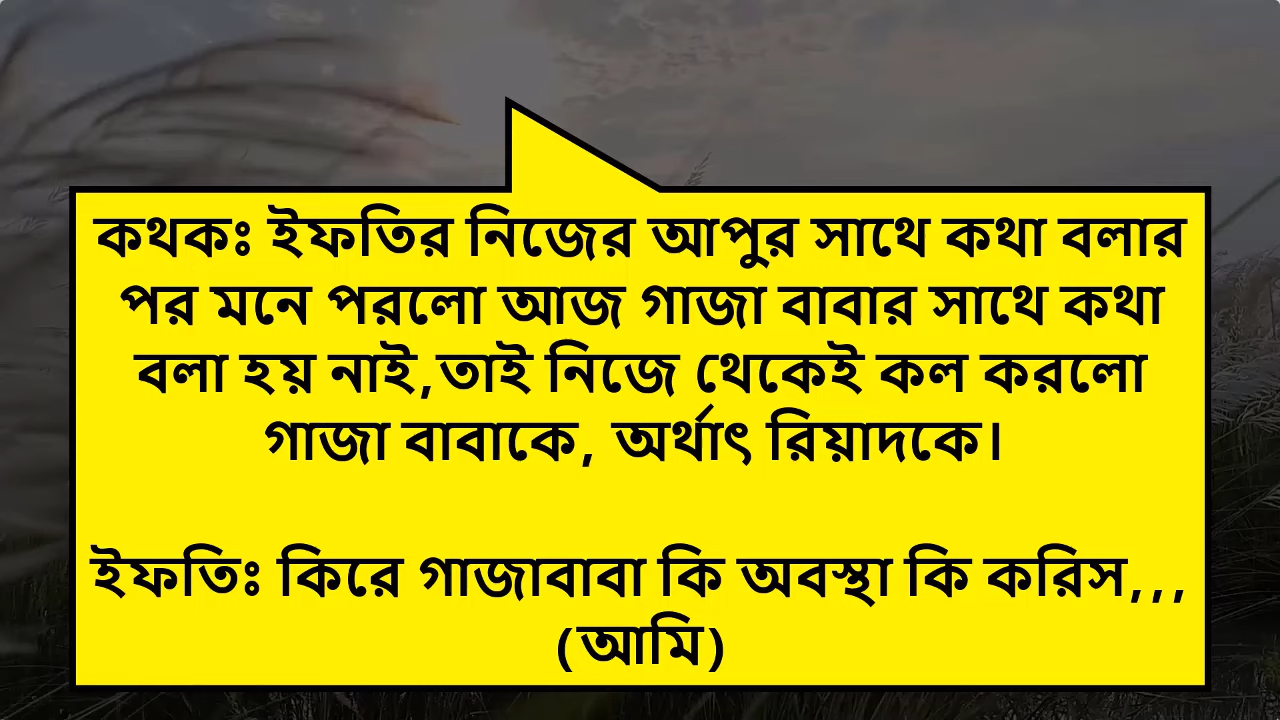 কথকঃ ইফতির নিজের আপুর সাথে কথা বলার
পর মনে পরলো আজ গাজা বাবার সাথে কথা
বলা হয় নাই,তাই নিজে থেকেই কল করলো
গাজা বাবাকে, অর্থাৎ রিয়াদকে।
ইফতিঃ কিরে গাজাবাবা কি অবস্থা কি করিস,,,
(আমি)